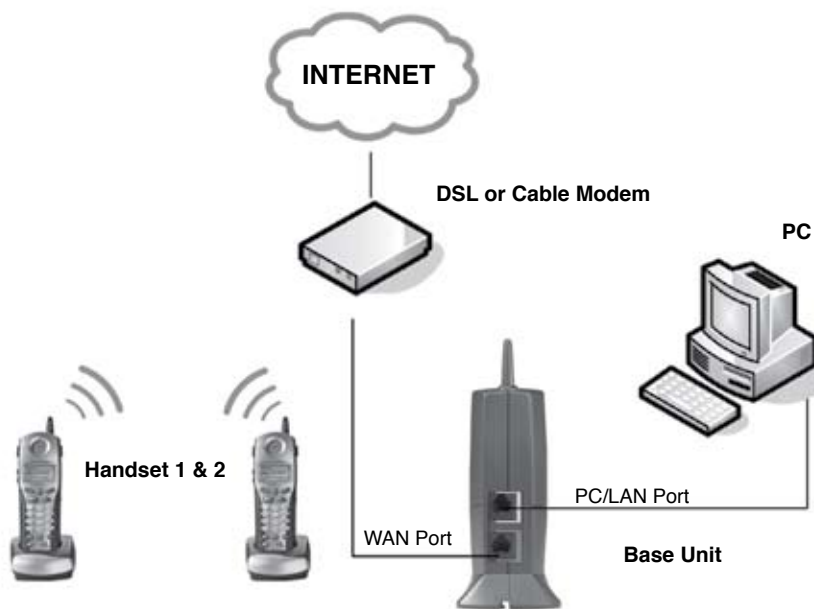 INTERNET
DSL or Cable Modem
PC
Handset 1 & 2
PC/LAN Port
WAN Port
Base Unit